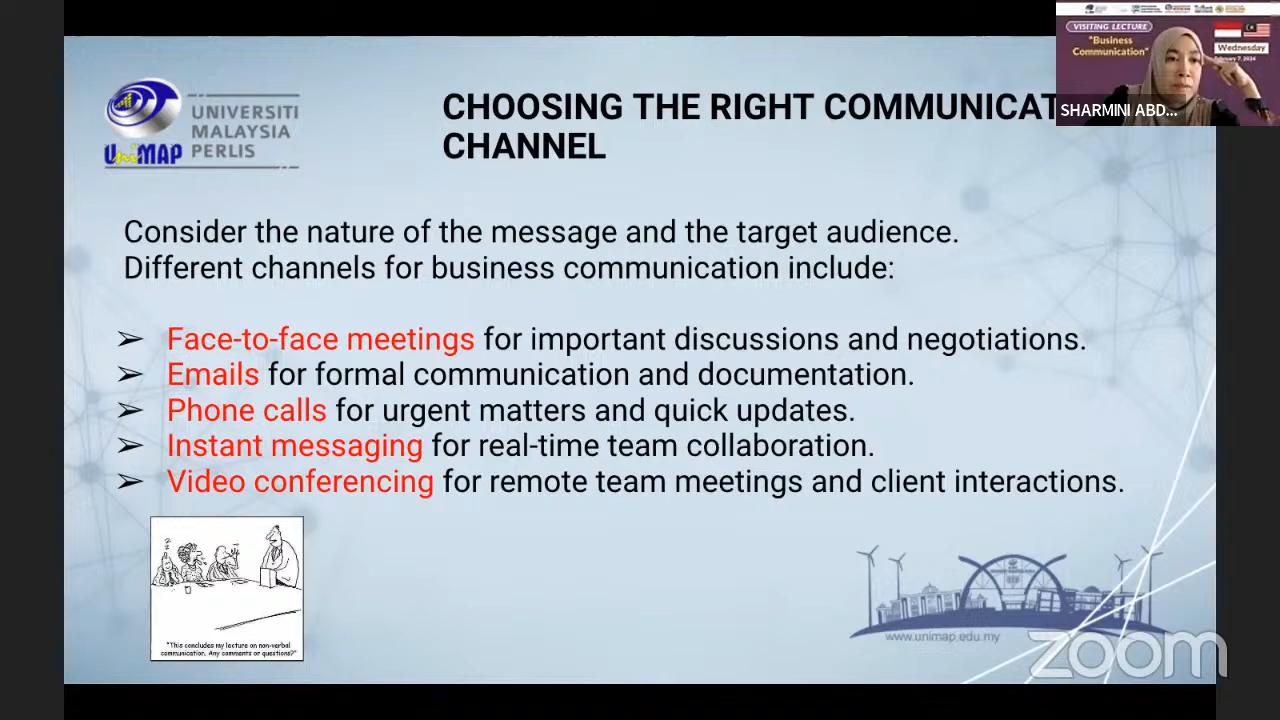 UNIVERSITI
MALAYSIA
PERLIS
UniMAP
CHOOSING THE RIGHT COMMUNICAT
CHANNEL
VISITING LECTURE
"Business
Communication"
Wednesday
February 7, 2024
SHARMINI ABD...
Consider the nature of the message and the target audience.
Different channels for business communication include:
➢ Face-to-face meetings for important discussions and negotiations.
➢ Emails for formal communication and documentation.
➢ Phone calls for urgent matters and quick updates.
➢ Instant messaging for real-time team collaboration.
➢ Video conferencing for remote team meetings and client interactions.
"This concludes my lecture on non-verbal
communication. Any comments or questions?"
www.unimap.edu.my
zoom